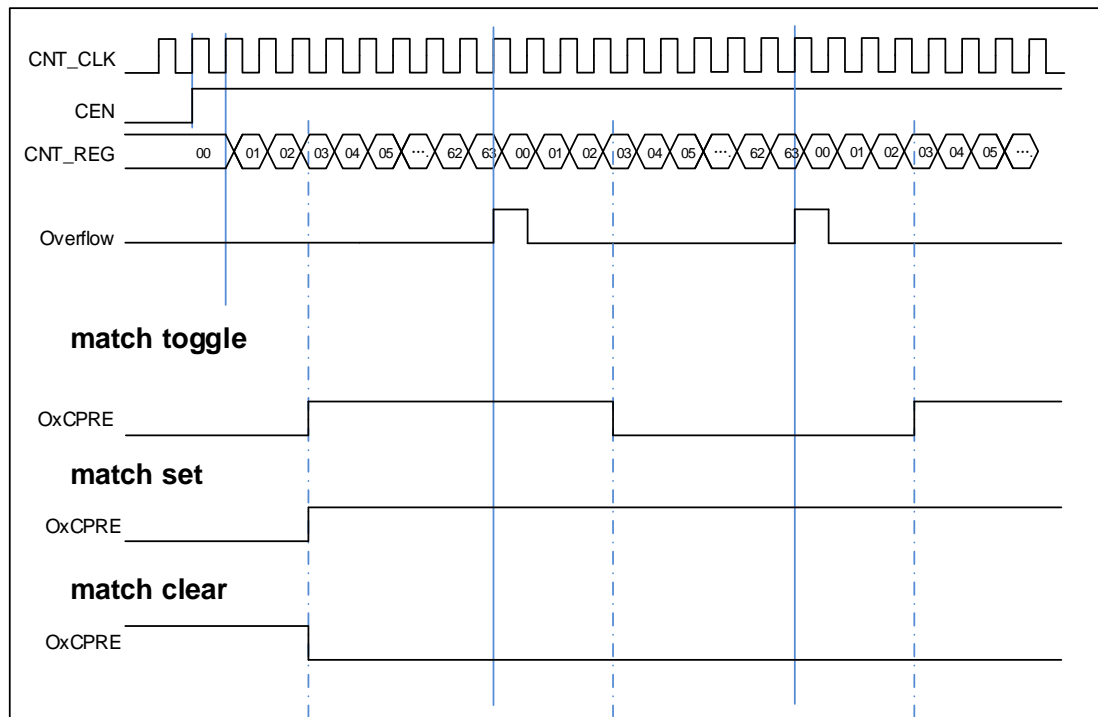 CNT_CLK
CEN
CNT_REG 00 01 02 03 04 05 .... 62 63 00 01 02 03 04 05 .... 62 63 00 01 02 03 04 05 ....
Overflow
match toggle
OxCPRE
match set
OxCPRE
match clear
OxCPRE